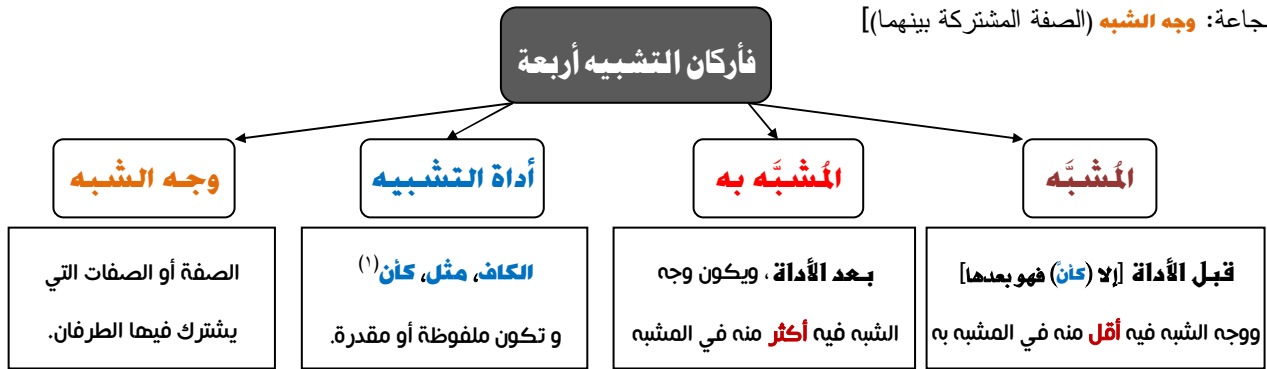 جاعة: وجه الشبه (الصفة المشتركة بينهما)]
فأركان التشبيه أربعة
المُشبَّه
المُشبَّه به
أداة التشبيه
وجه الشبه
قبل الأداة [إلا (كأنّ) فهو بعدها]
ووجه الشبه فيه أقل منه في المشبه به
بعد الأداة، ويكون وجه
الشبه فيه أكثر منه في المشبه
الكاف، مثل، كأن(١)
و تكون ملفوظة أو مقدرة.
الصفة أو الصفات التي
يشترك فيها الطرفان.